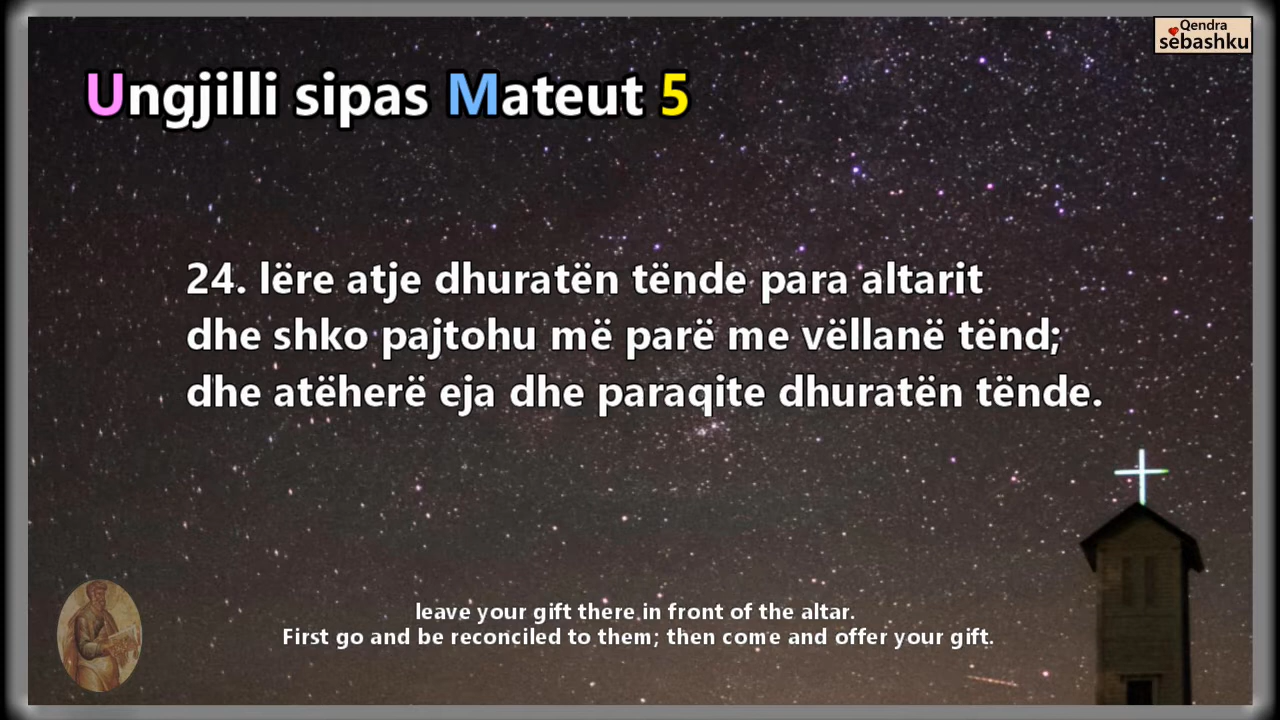 Qendra
sebashku
Ungjilli sipas Mateut 5
24. lëre atje dhuratën tënde para altarit
dhe shko pajtohu më parë me vëllanë tënd;
dhe atëherë eja dhe paraqite dhuratën tënde.
leave your gift there in front of the altar.
First go and be reconciled to them; then come and offer your gift.